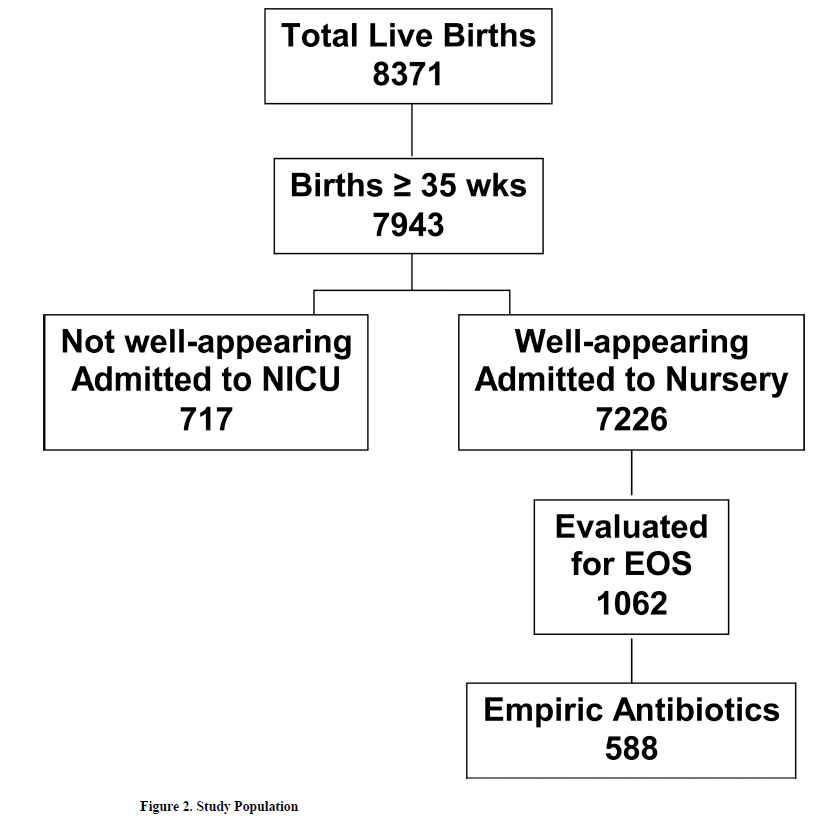 Total Live Births
8371
Births ≥ 35 wks
7943
Not well-appearing
Admitted to NICU
717
Well-appearing
Admitted to Nursery
7226
Evaluated
for EOS
1062
Empiric Antibiotics
588
Figure 2. Study Population